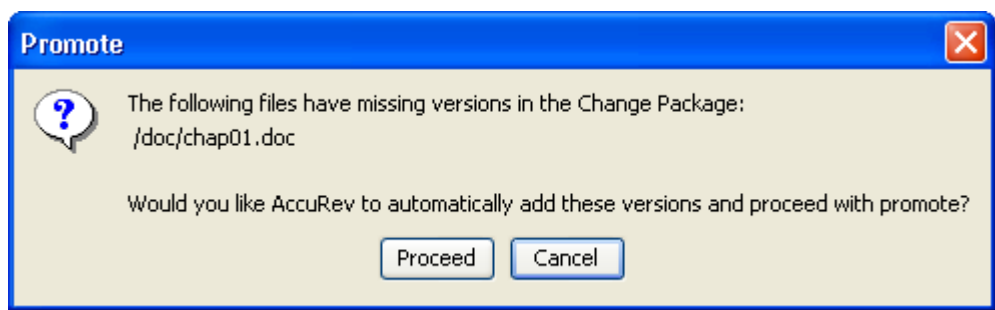 Promote
The following files have missing versions in the Change Package:
/doc/chap01.doc
Would you like AccuRev to automatically add these versions and proceed with promote?
Proceed Cancel